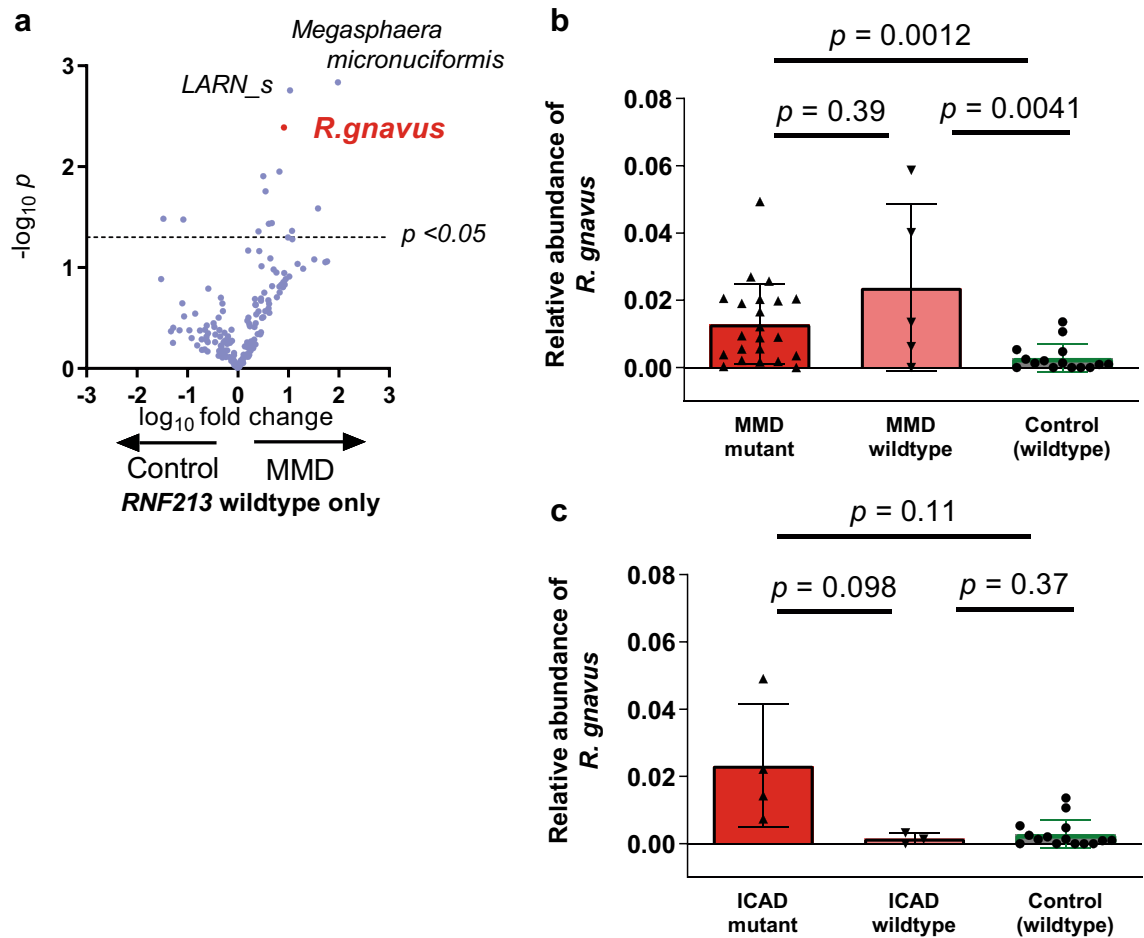 a
Megasphaera
micronuciformis
LARN_s
R.gnavus
p <0.05
-log10 p
3
2
1
0
-3
-2
-1
0
1
2
3
log10 fold change
Control
MMD
RNF213 wildtype only
b
p = 0.0012
p = 0.39
p = 0.0041
Relative abundance of
R. gnavus
0.08
0.06
0.04
0.02
0.00
MMD
mutant
MMD
wildtype
Control
(wildtype)
c
p = 0.11
p = 0.098
p = 0.37
Relative abundance of
R. gnavus
0.08
0.06
0.04
0.02
0.00
ICAD
mutant
ICAD
wildtype
Control
(wildtype)